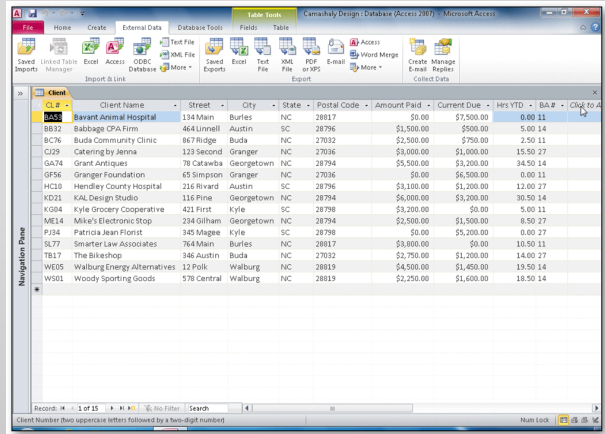 Table Tools
Camashaly Design : Database (Access 2007) - Microsoft Access
File Home Create External Data Database Tools Fields Table
Saved Imports
Linked Table Manager
Excel
Access
ODBC Database
Text File
XML File
More
Saved Exports
Excel
Text File
XML File
PDF or XPS
E-mail
Access
Word Merge
More
Create E-mail
Manage Replies
Import & Link
Export
Collect Data
Client
CL # Client Name Street City State Postal Code Amount Paid Current Due Hrs YTD BA # Click to A
BA53 Bavant Animal Hospital 134 Main Burles NC 28817 $0.00 $7,500.00 0.00 11
BB32 Babbage CPA Firm 464 Linnell Austin SC 28796 $1,500.00 $500.00 5.00 14
BC76 Buda Community Clinic 867 Ridge Buda NC 27032 $2,500.00 $750.00 2.50 11
CJ29 Catering by Jenna 123 Second Granger NC 27036 $3,000.00 $1,000.00 15.50 27
GA74 Grant Antiques 78 Catawba Georgetown NC 28794 $5,500.00 $3,200.00 34.50 14
GF56 Granger Foundation 65 Simpson Granger NC 27036 $0.00 $6,500.00 0.00 11
HC10 Hendley County Hospital 216 Rivard Austin SC 28796 $3,100.00 $1,200.00 12.00 27
KD21 KAL Design Studio 116 Pine Georgetown NC 28794 $6,000.00 $3,200.00 30.50 14
KG04 Kyle Grocery Cooperative 421 First Kyle SC 28798 $3,200.00 $0.00 5.00 11
ME14 Mike's Electronic Stop 234 Gilham Georgetown NC 28794 $2,500.00 $1,500.00 8.50 27
PJ34 Patricia Jean Florist 345 Magee Kyle SC 28798 $0.00 $5,200.00 0.00 27
SL77 Smarter Law Associates 764 Main Burles NC 28817 $3,800.00 $0.00 10.50 11
TB17 The Bikeshop 346 Austin Buda NC 27032 $2,750.00 $1,200.00 14.00 27
WE05 Walburg Energy Alternatives 12 Polk Walburg NC 28819 $4,500.00 $1,450.00 19.50 14
WS01 Woody Sporting Goods 578 Central Walburg NC 28819 $2,250.00 $1,600.00 18.50 14
Navigation Pane
Record: 1 of 15 No Filter Search
Client Number (two uppercase letters followed by a two-digit number) Num Lock